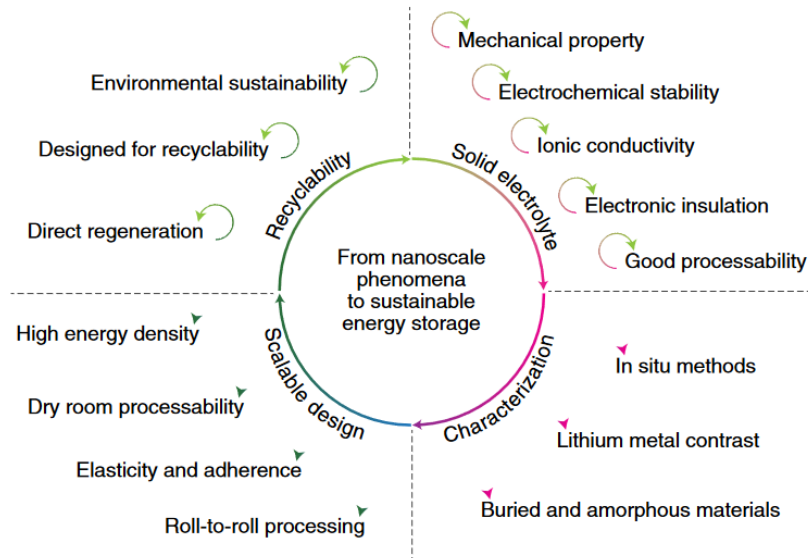 Mechanical property
Environmental sustainability
Electrochemical stability
Designed for recyclability
Ionic conductivity
Recyclability
Solid electrolyte
Direct regeneration
Electronic insulation
Good processability
From nanoscale
phenomena
to sustainable
energy storage
High energy density
Scalable design
Characterization
In situ methods
Dry room processability
Lithium metal contrast
Elasticity and adherence
Buried and amorphous materials
Roll-to-roll processing